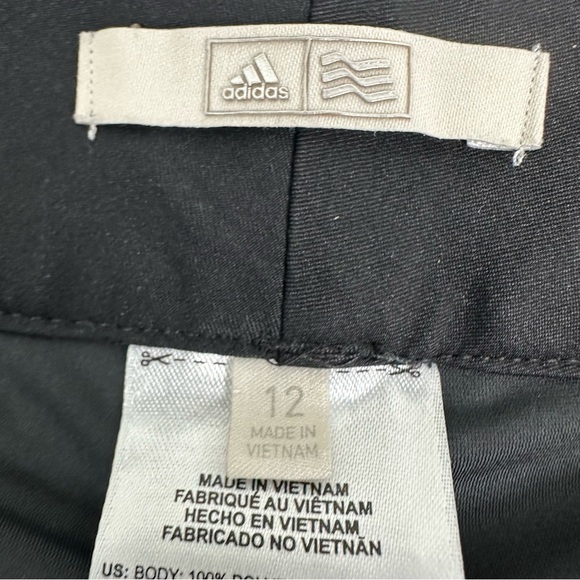 adidas
12
MADE IN
VIETNAM
MADE IN VIETNAM
FABRIQUÉ AU VIÊTNAM
HECHO EN VIETNAM
FABRICADO NO VIETNÃN
US: BODY: 100%